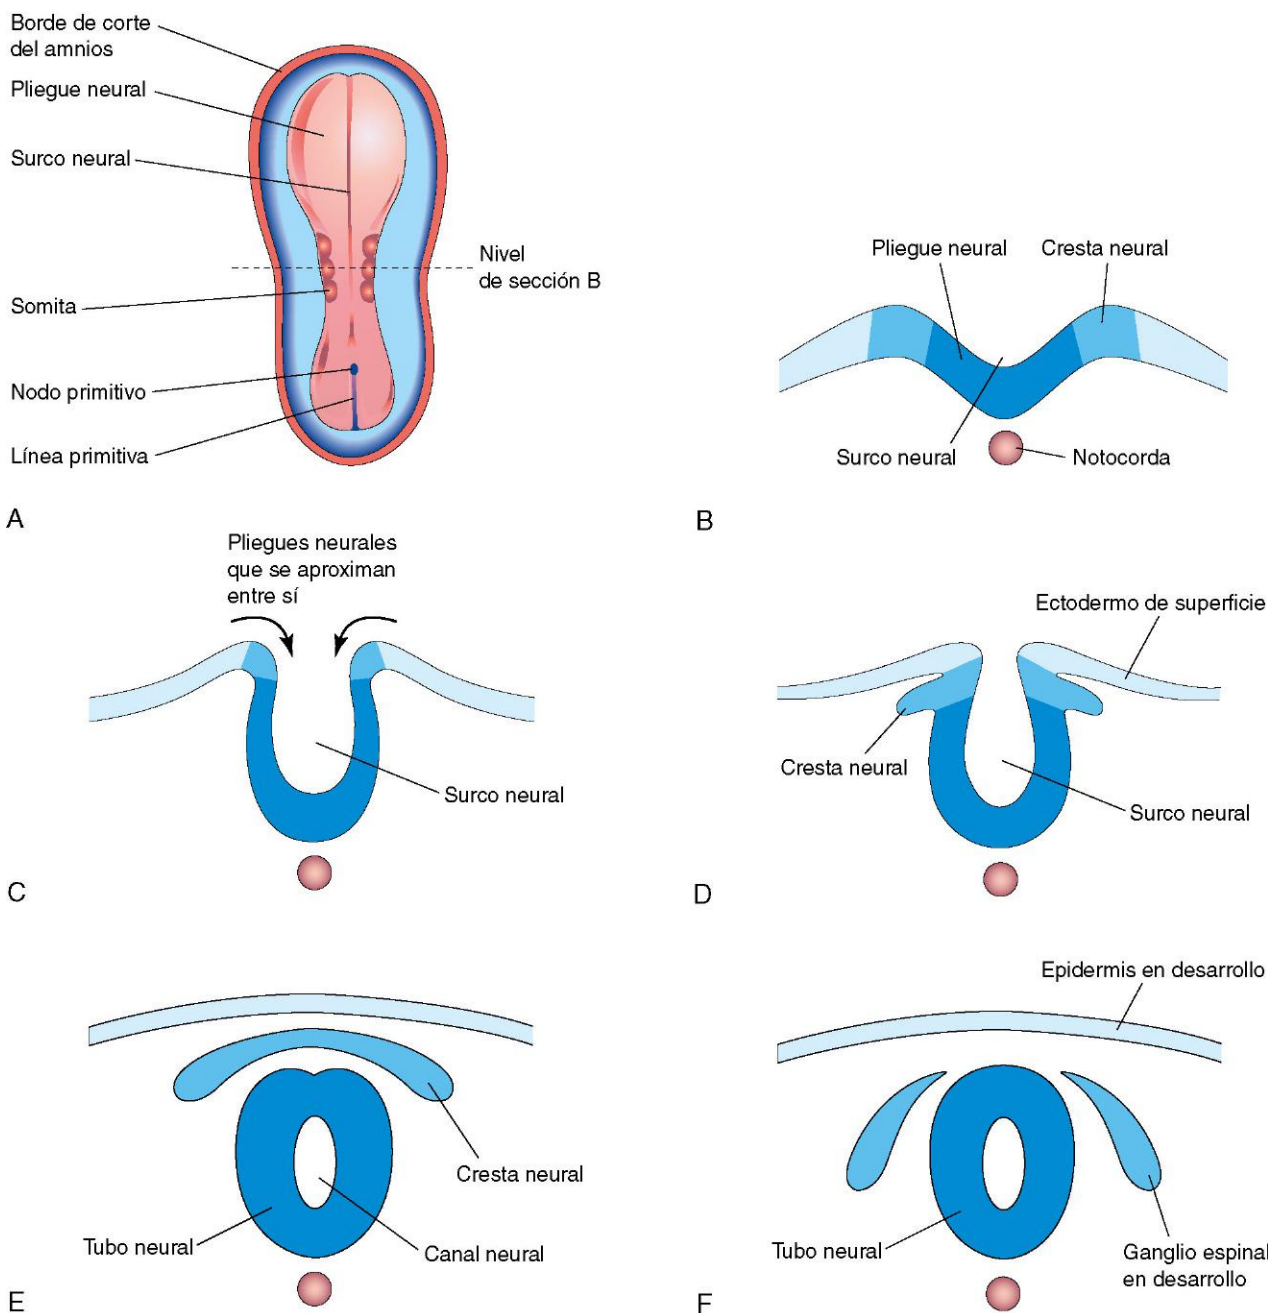 Borde de corte
del amnios
Pliegue neural
Surco neural
Nivel
de sección B
Somita
Nodo primitivo
Línea primitiva
A
Pliegue neural
Cresta neural
Surco neural
Notocorda
B
Pliegues neurales
que se aproximan
entre sí
Surco neural
C
Ectodermo de superficie
Cresta neural
Surco neural
D
Cresta neural
Tubo neural
Canal neural
E
Epidermis en desarrollo
Tubo neural
Ganglio espinal
en desarrollo
F